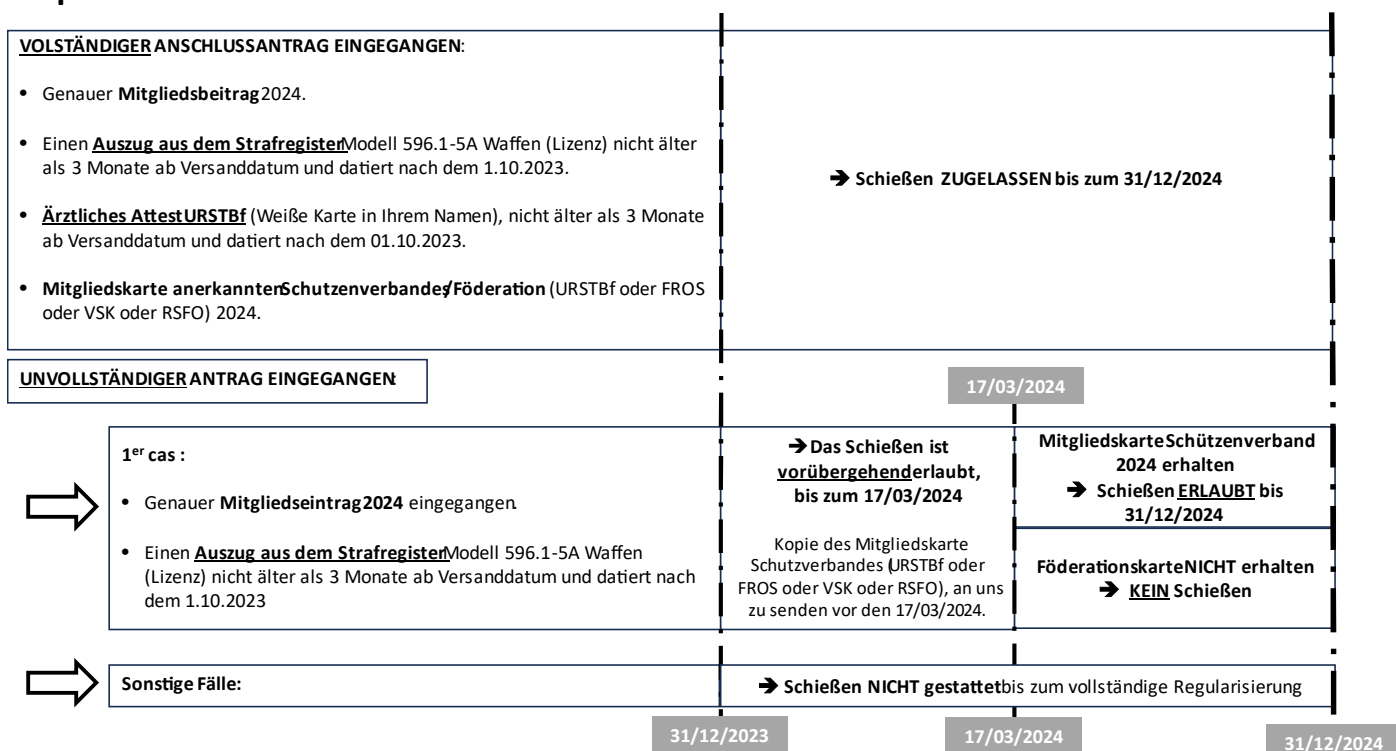 VOLSTÄNDIGER ANSCHLUSSANTRAG EINGEGANGEN:
• Genauer Mitgliedsbeitrag 2024.
• Einen Auszug aus dem Strafregister Modell 596.1-5A Waffen (Lizenz) nicht älter
als 3 Monate ab Versanddatum und datiert nach dem 1.10.2023.
• Ärztliches Attest URSTBf (Weiße Karte in Ihrem Namen), nicht älter als 3 Monate
ab Versanddatum und datiert nach dem 01.10.2023.
• Mitgliedskarte anerkannten Schutzenverbandes/Föderation (URSTBf oder FROS
oder VSK oder RSFO) 2024.
➔ Schießen ZUGELASSEN bis zum 31/12/2024
UNVOLLSTÄNDIGER ANTRAG EINGEGANGEN:
17/03/2024
1er cas :
• Genauer Mitgliedseintrag 2024 eingegangen.
• Einen Auszug aus dem Strafregister Modell 596.1-5A Waffen
(Lizenz) nicht älter als 3 Monate ab Versanddatum und datiert nach
dem 1.10.2023
➔ Das Schießen ist
vorübergehend erlaubt,
bis zum 17/03/2024
Kopie des Mitgliedskarte
Schutzverbandes (URSTBf oder
FROS oder VSK oder RSFO), an uns
zu senden vor den 17/03/2024.
Mitgliedskarte Schützenverband
2024 erhalten
➔ Schießen ERLAUBT bis
31/12/2024
Föderationskarte NICHT erhalten
➔ KEIN Schießen
Sonstige Fälle:
➔ Schießen NICHT gestattet bis zum vollständige Regularisierung
31/12/2023
17/03/2024
31/12/2024